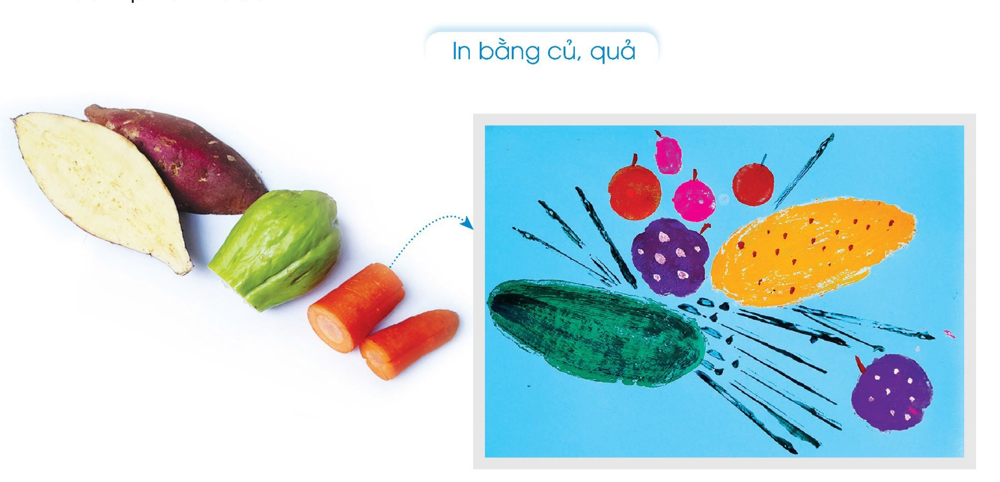 In bằng củ, quả